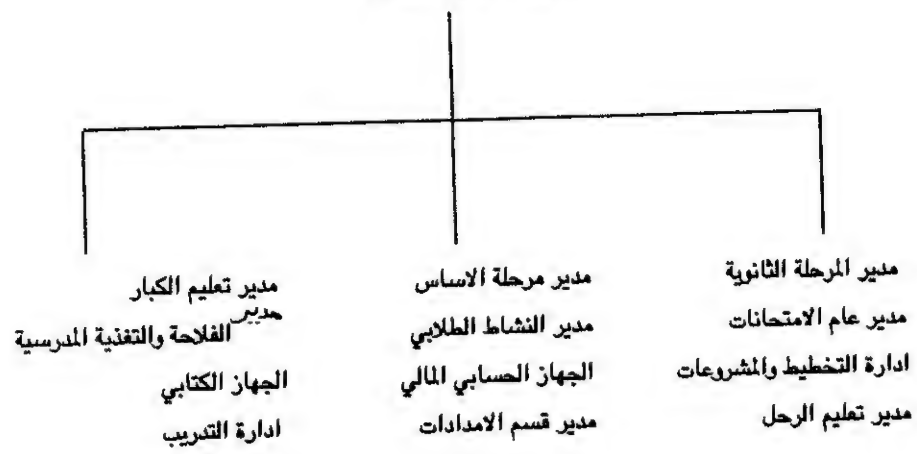 مدير المرحلة الثانوية
مدير عام الامتحانات
ادارة التخطيط والمشروعات
مدير تعليم الرحل
مدير مرحلة الاساس
مدير النشاط الطلابي
الجهاز الحسابي المالي
مدير قسم الامدادات
مدير تعليم الكبار
مدير الفلاحة والتغذية المدرسية
الجهاز الكتابي
ادارة التدريب